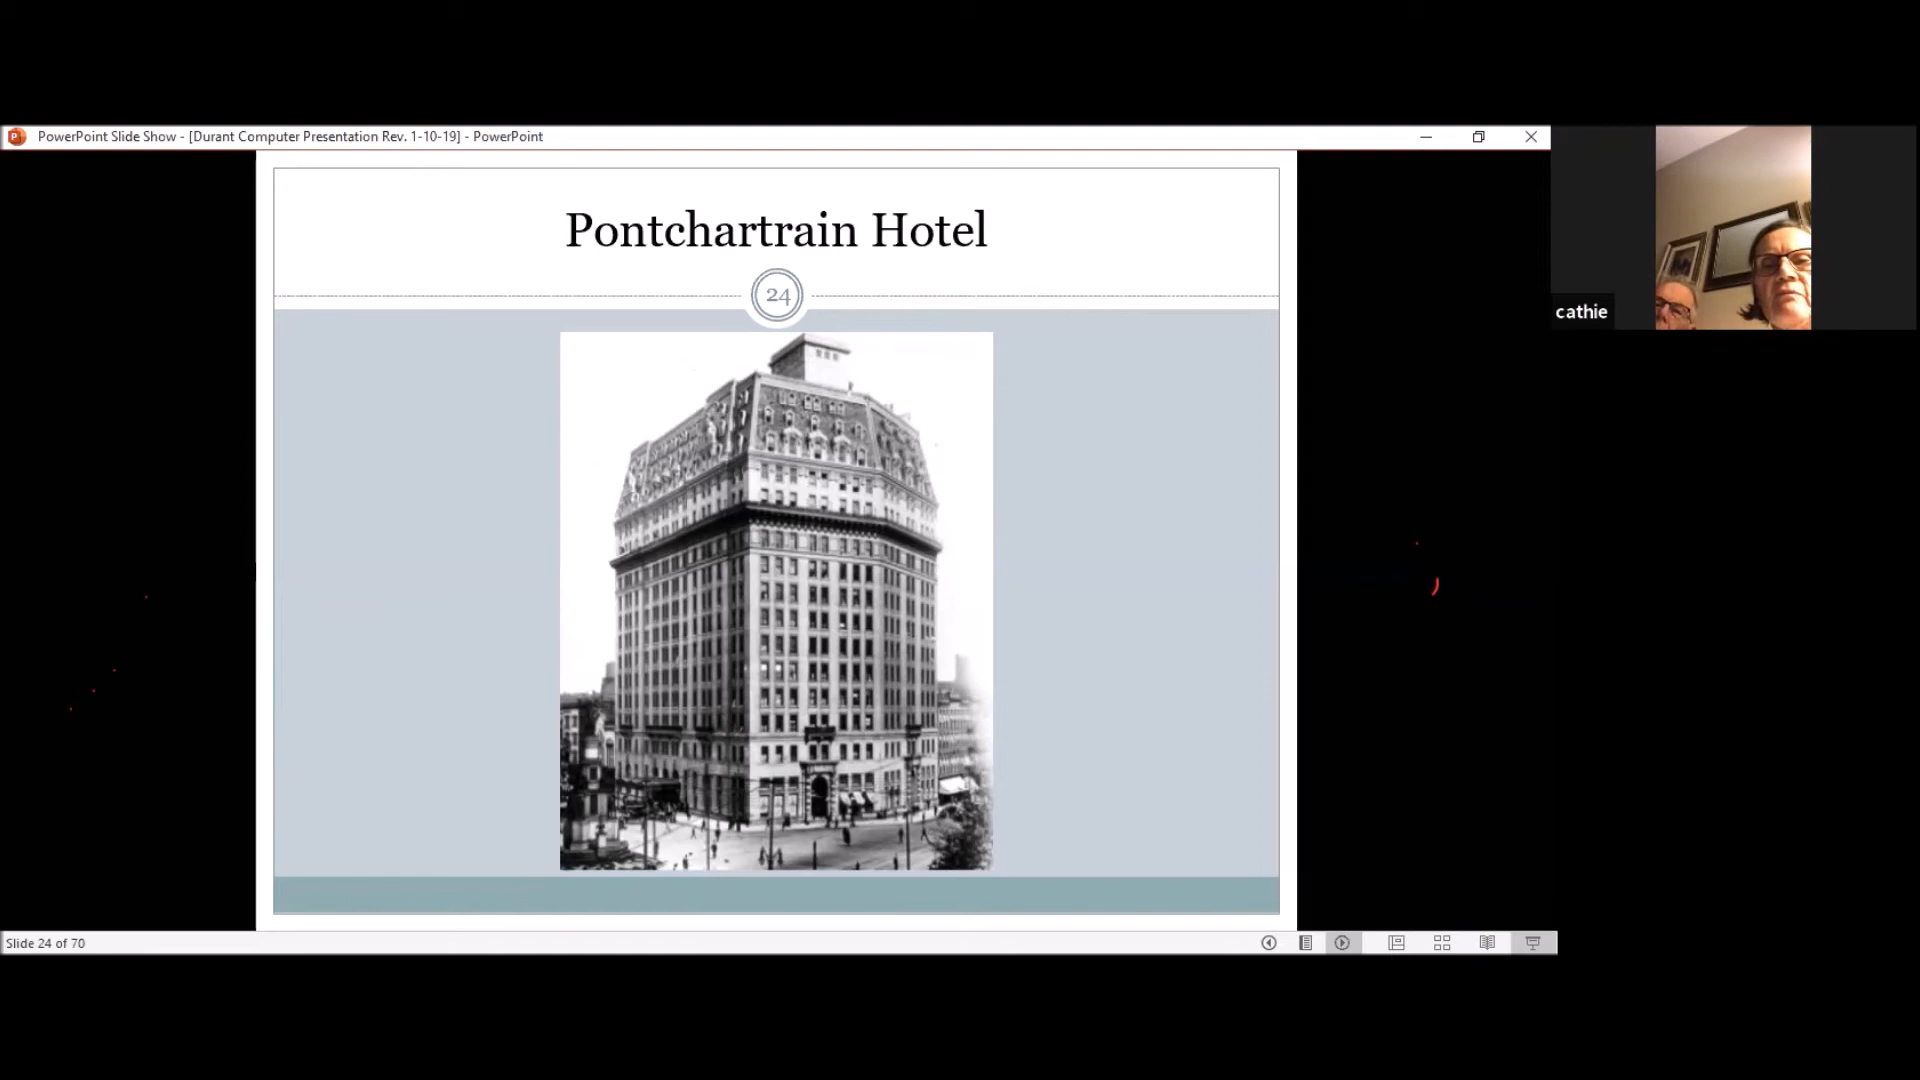 PowerPoint Slide Show - [Durant Computer Presentation Rev. 1-10-19] - PowerPoint
Pontchartrain Hotel
24
cathie
Slide 24 of 70